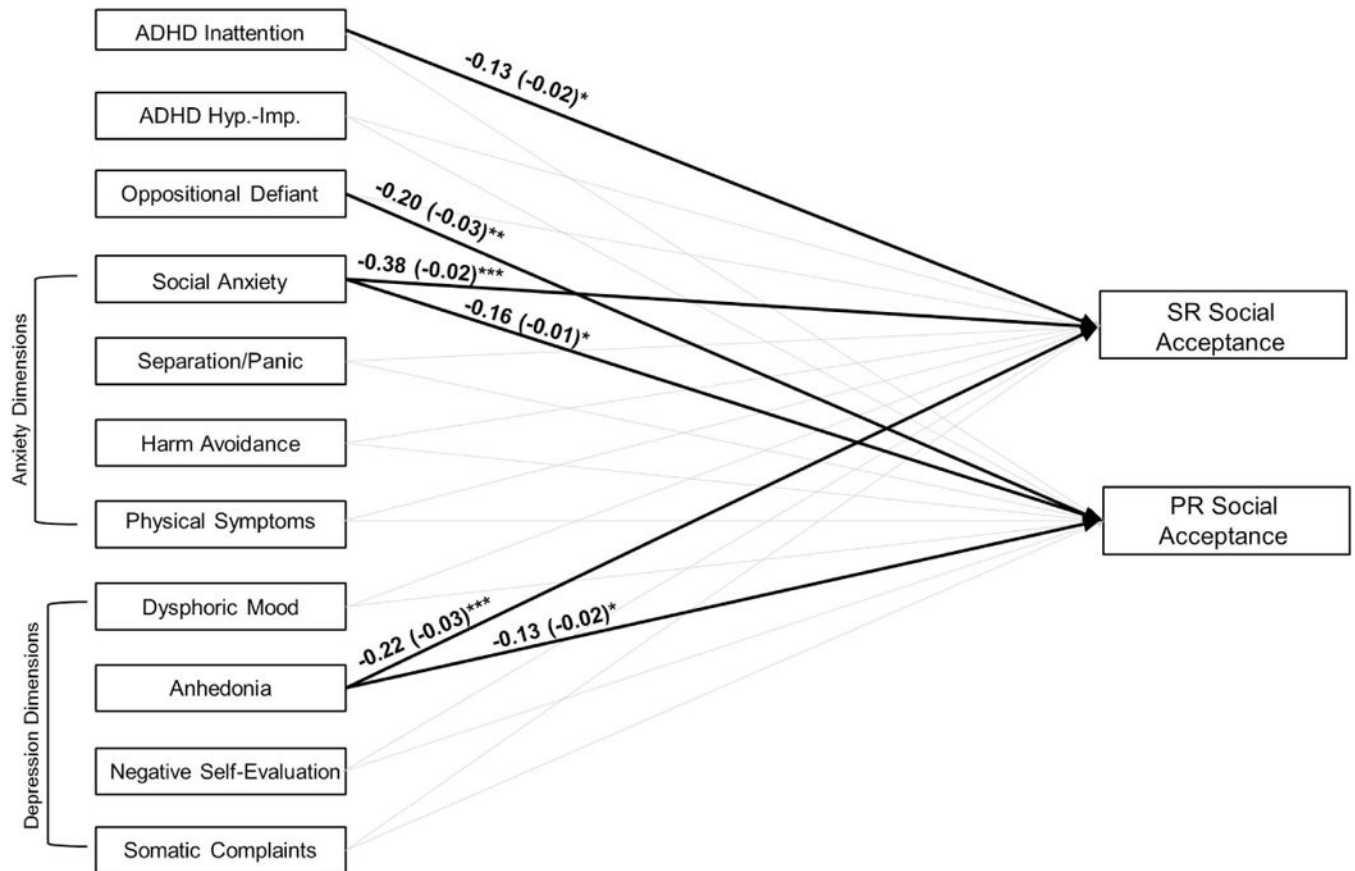 ADHD Inattention
-0.13 (-0.02)*
ADHD Hyp.-Imp.
Oppositional Defiant
-0.20 (-0.03)**
Anxiety Dimensions
Social Anxiety
-0.38 (-0.02)***
-0.16 (-0.01)*
Separation/Panic
Harm Avoidance
Physical Symptoms
SR Social
Acceptance
PR Social
Acceptance
Depression Dimensions
Dysphoric Mood
Anhedonia
-0.22 (-0.03)***
-0.13 (-0.02)*
Negative Self-Evaluation
Somatic Complaints